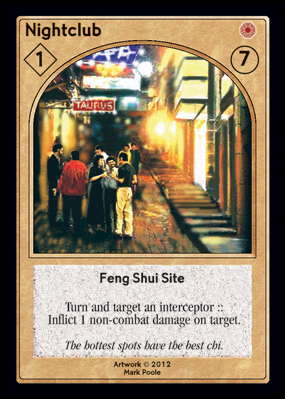 Nightclub
1
7
TAURUS
Feng Shui Site
Turn and target an interceptor ::
Inflict 1 non-combat damage on target.
The hottest spots have the best chi.
Artwork © 2012
Mark Poole